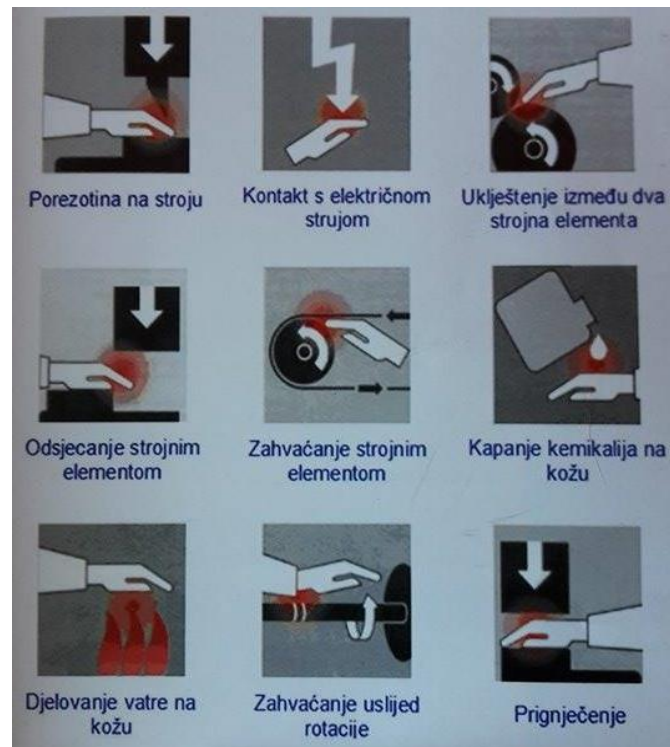 Porezotina na stroju
Kontakt s električnom
strujom
Uklještenje između dva
strojna elementa
Odsjecanje strojnim
elementom
Zahvaćanje strojnim
elementom
Kapanje kemikalija na
kožu
Djelovanje vatre na
kožu
Zahvaćanje uslijed
rotacije
Prignječenje